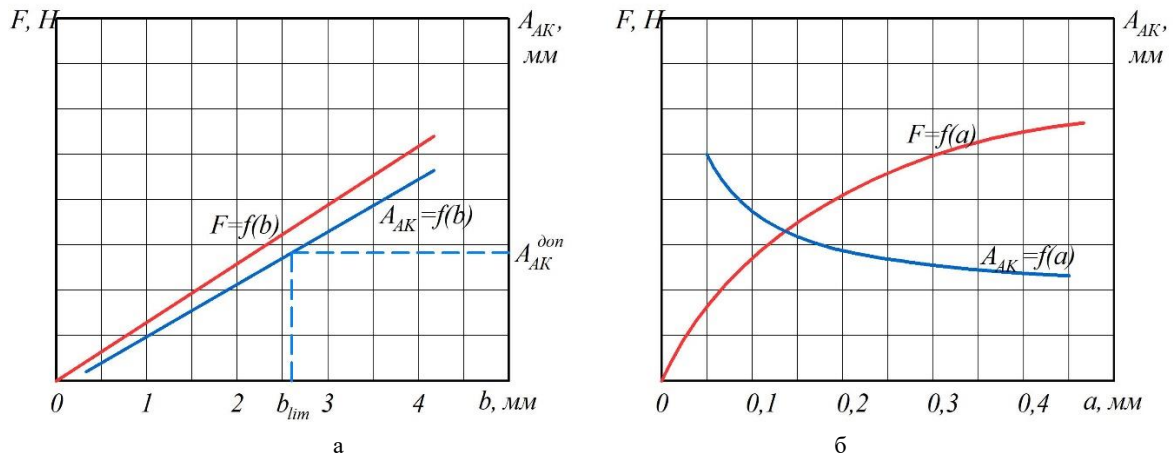 F, Н
A_AK,
мм
F=f(b)
A_AK=f(b)
A_AK^доп
0 1 2 b_lim 3 4 b, мм
а
F, Н
A_AK,
мм
F=f(a)
A_AK=f(a)
0 0,1 0,2 0,3 0,4 a, мм
б